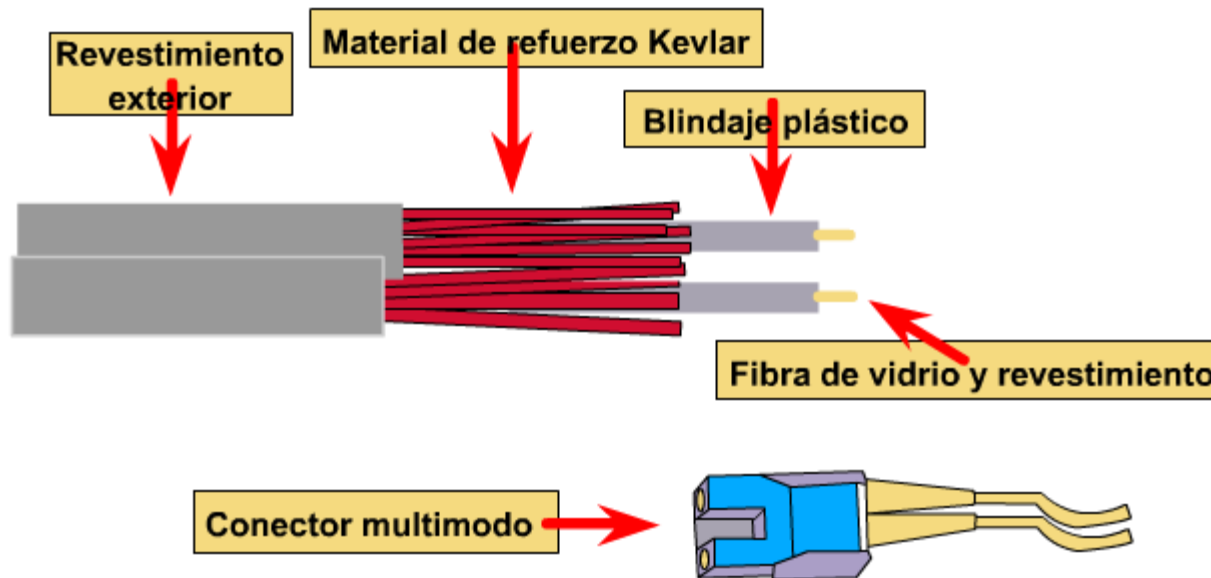 Revestimiento
exterior
Material de refuerzo Kevlar
Blindaje plástico
Fibra de vidrio y revestimiento
Conector multimodo